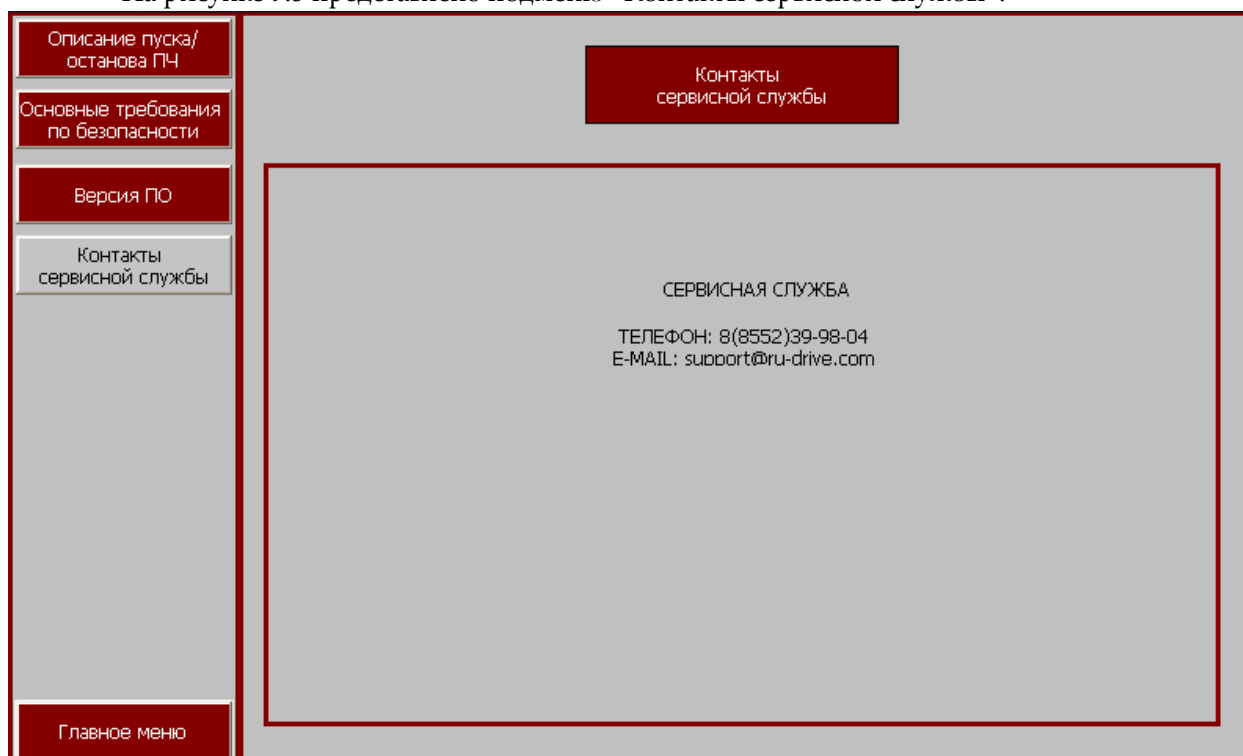 Описание пуска/
останова ПЧ
Основные требования
по безопасности
Версия ПО
Контакты
сервисной службы
Главное меню
Контакты
сервисной службы
СЕРВИСНАЯ СЛУЖБА
ТЕЛЕФОН: 8(8552)39-98-04
E-MAIL: support@ru-drive.com